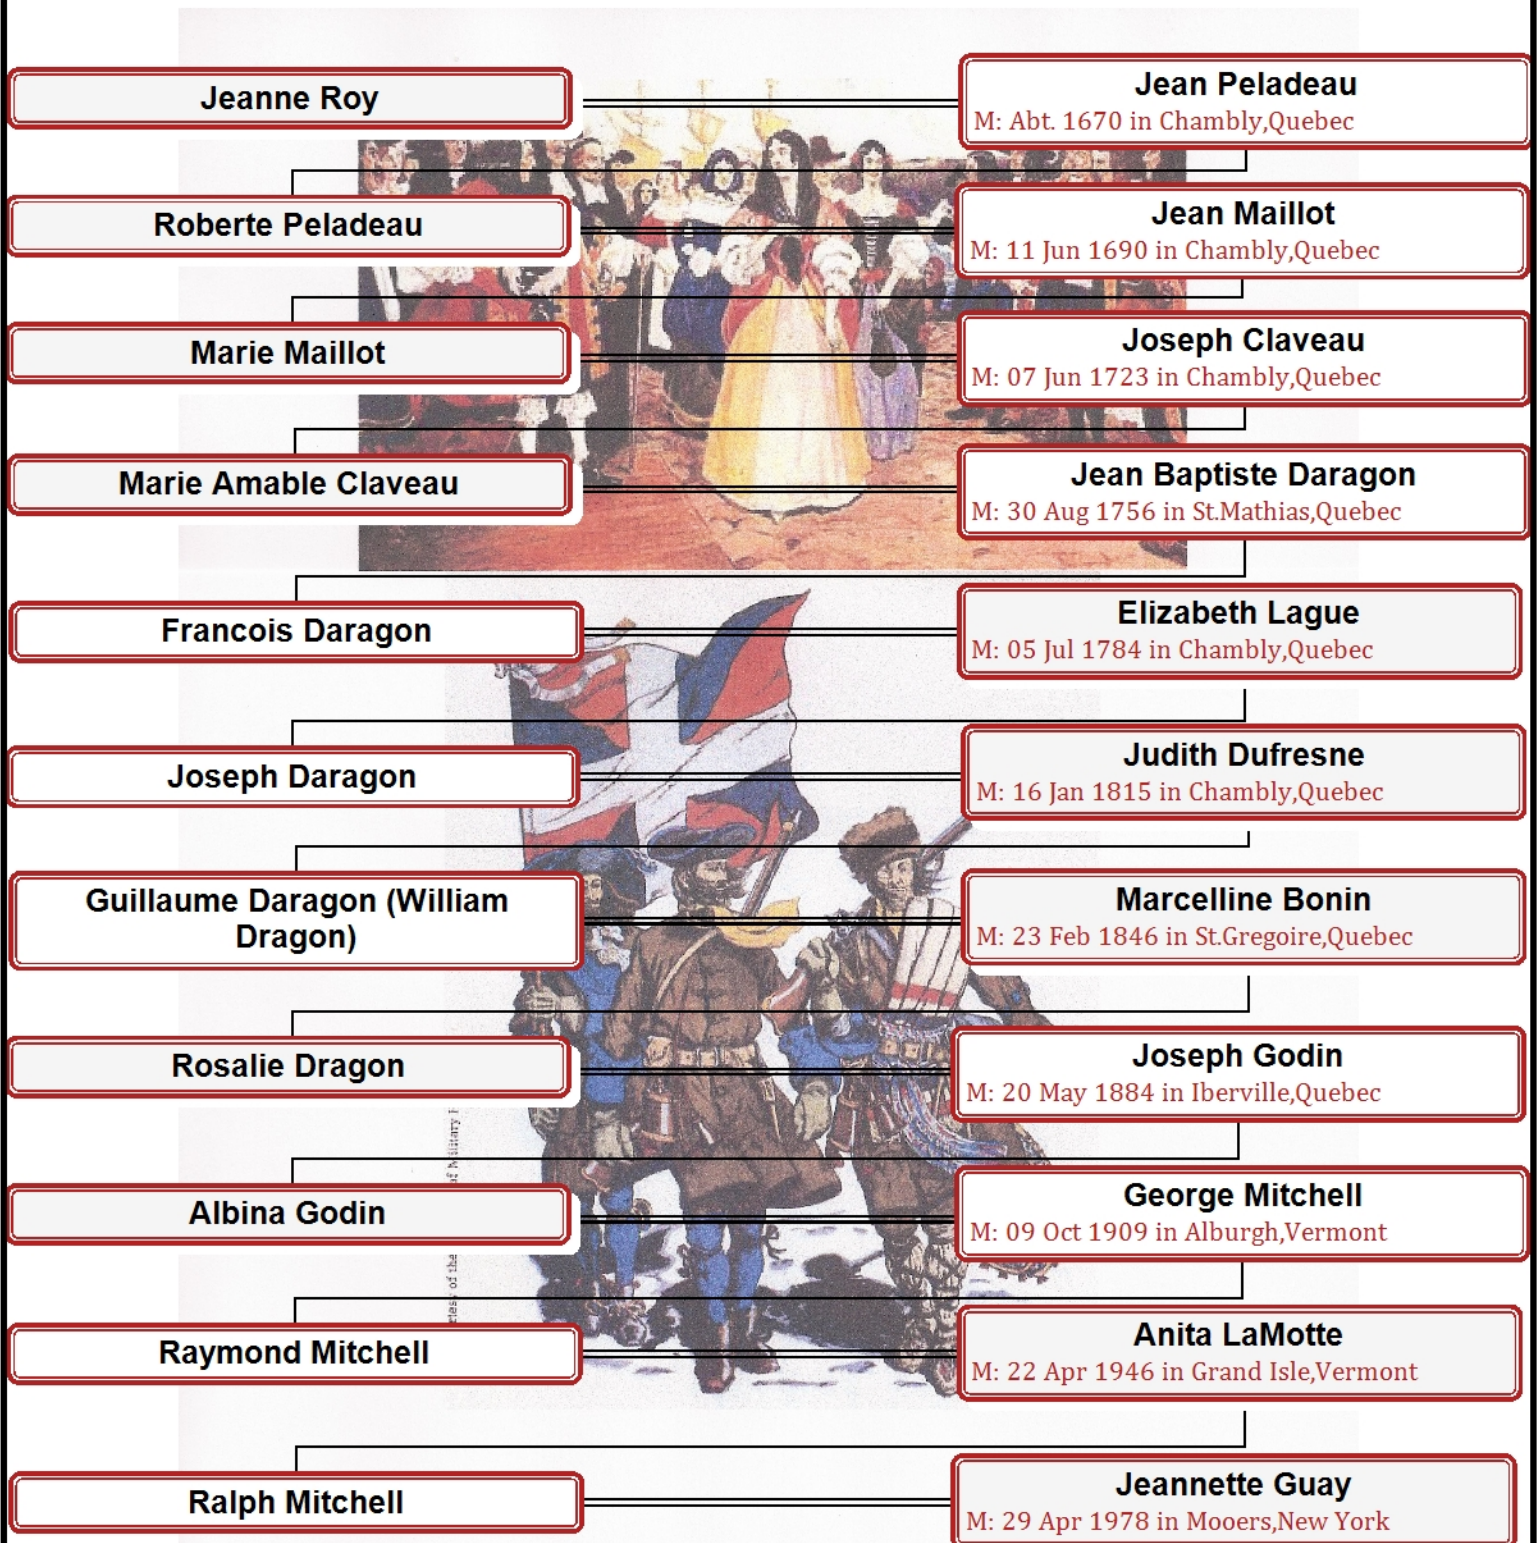 Jeanne Roy
Jean Peladeau
M: Abt. 1670 in Chambly,Quebec
Roberte Peladeau
Jean Maillot
M: 11 Jun 1690 in Chambly,Quebec
Marie Maillot
Joseph Claveau
M: 07 Jun 1723 in Chambly,Quebec
Marie Amable Claveau
Jean Baptiste Daragon
M: 30 Aug 1756 in St.Mathias,Quebec
Francois Daragon
Elizabeth Lague
M: 05 Jul 1784 in Chambly,Quebec
Joseph Daragon
Judith Dufresne
M: 16 Jan 1815 in Chambly,Quebec
Guillaume Daragon (William
Dragon)
Marcelline Bonin
M: 23 Feb 1846 in St.Gregoire,Quebec
Rosalie Dragon
Joseph Godin
M: 20 May 1884 in Iberville,Quebec
Albina Godin
George Mitchell
M: 09 Oct 1909 in Alburgh,Vermont
Raymond Mitchell
Anita LaMotte
M: 22 Apr 1946 in Grand Isle,Vermont
Ralph Mitchell
Jeannette Guay
M: 29 Apr 1978 in Mooers,New York
of the
of Military